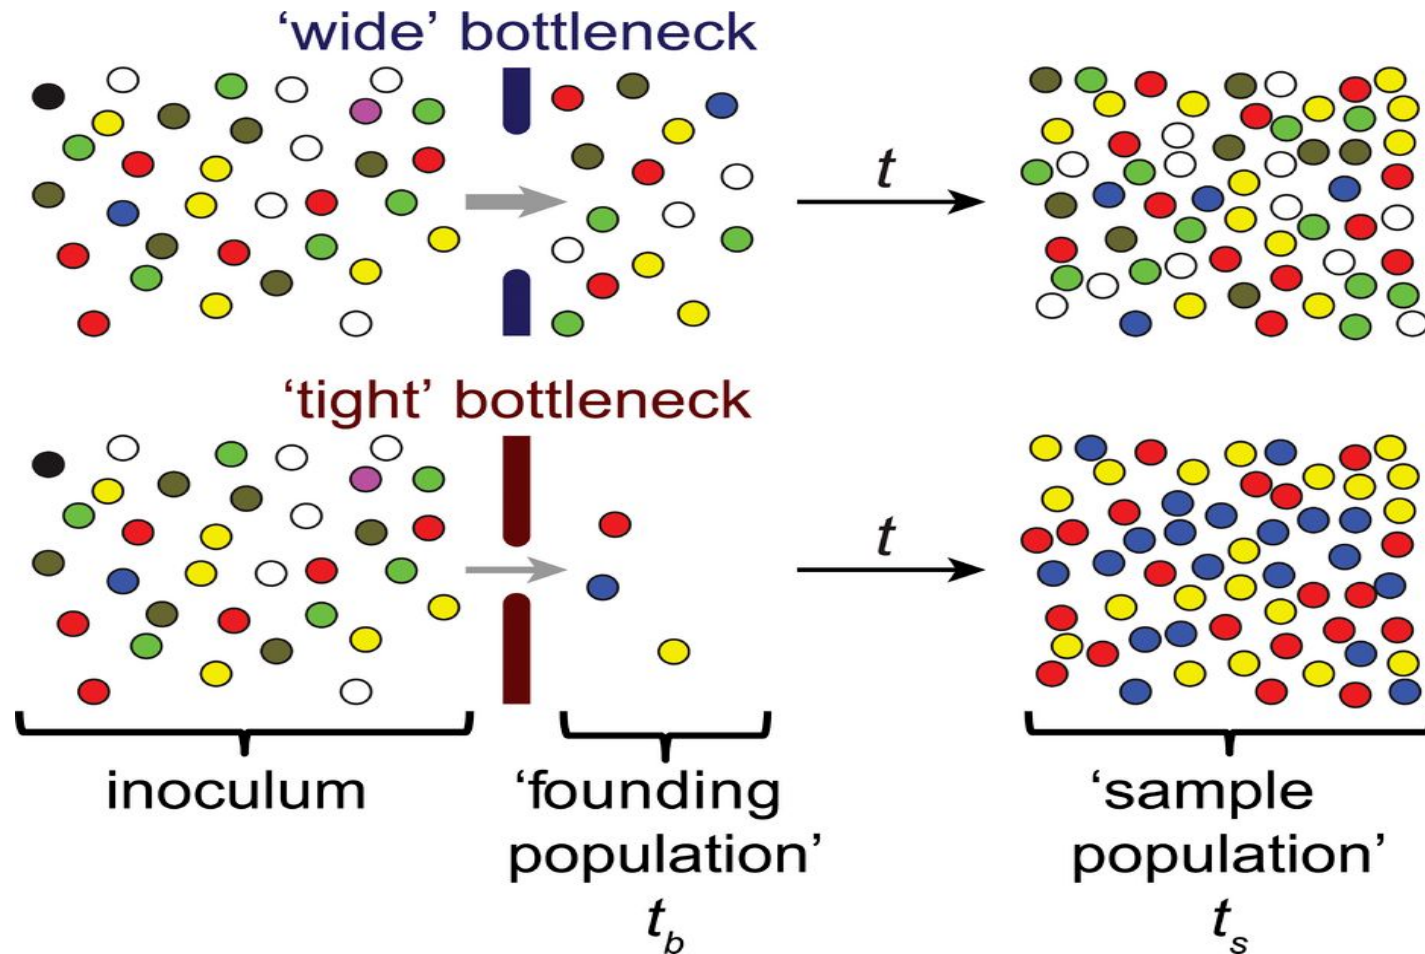 ‘wide’ bottleneck
t
‘tight’ bottleneck
t
inoculum
‘founding
population’
t_b
‘sample
population’
t_s